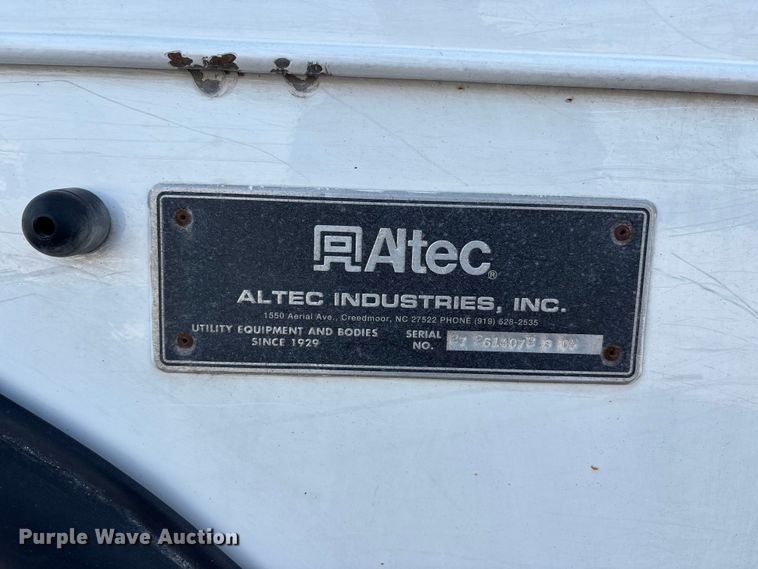 Altec®
ALTEC INDUSTRIES, INC.
1550 Aerial Ave., Creedmoor, NC 27522 PHONE (919) 528-2535
UTILITY EQUIPMENT AND BODIES
SINCE 1929
SERIAL
NO.
Purple Wave Auction®